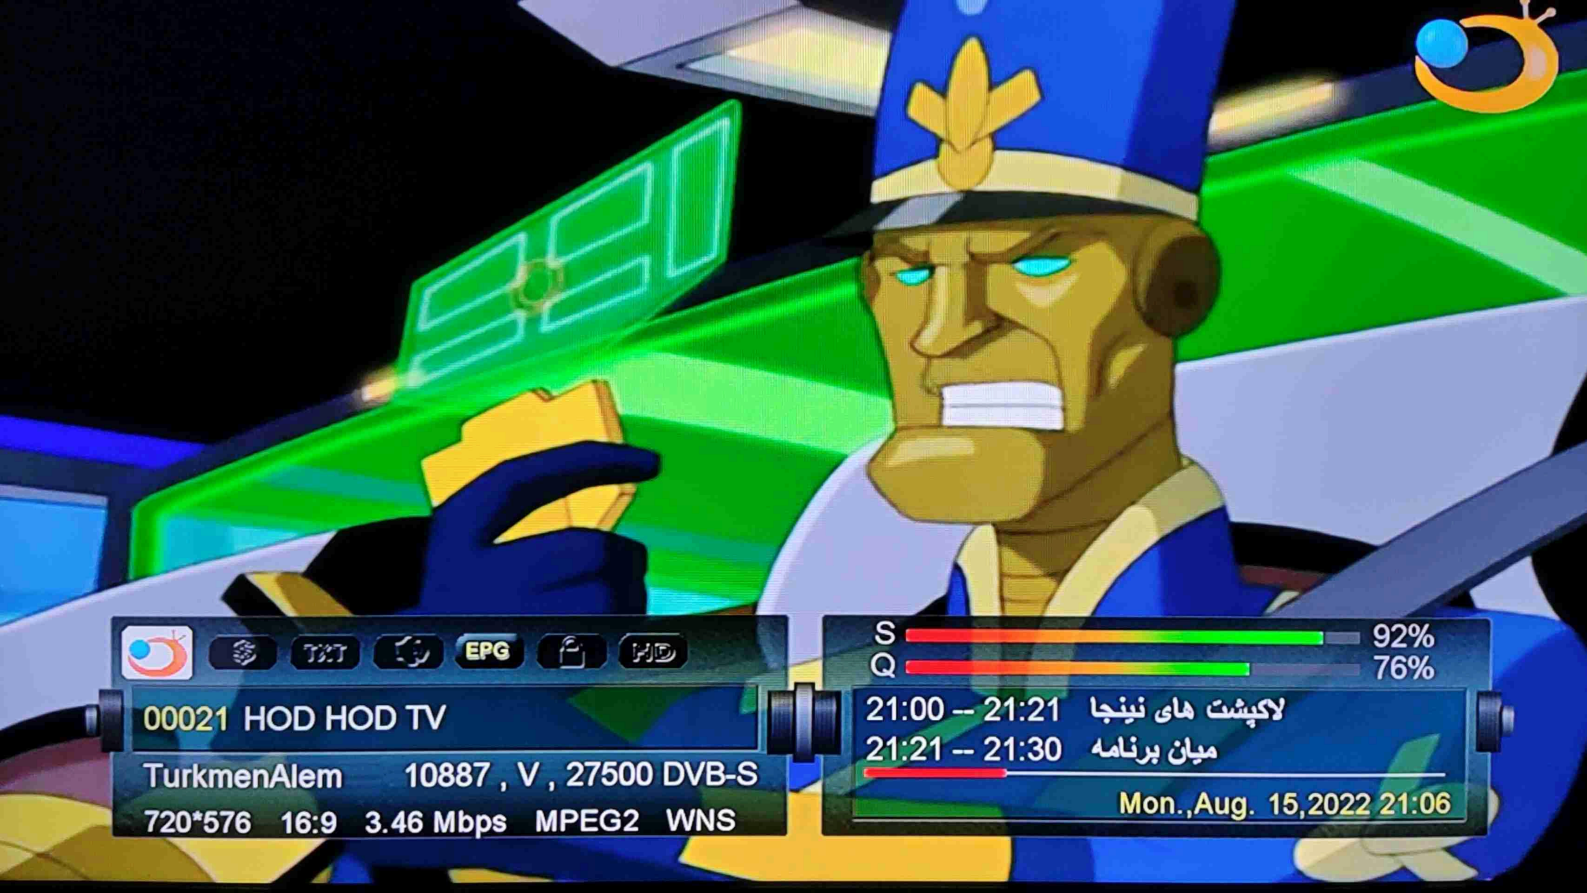 TXT EPG HD
00021 HOD HOD TV
TurkmenAlem 10887 , V , 27500 DVB-S
720*576 16:9 3.46 Mbps MPEG2 WNS
S 92%
Q 76%
21:00 -- 21:21 لاکپشت های نینجا
21:21 -- 21:30 میان برنامه
Mon.,Aug. 15,2022 21:06